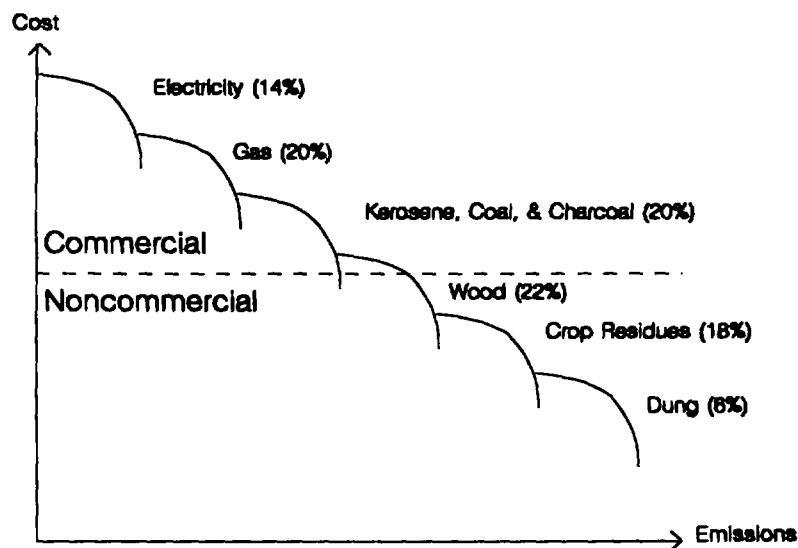 Cost
Electricity (14%)
Gas (20%)
Kerosene, Coal, & Charcoal (20%)
Commercial
Noncommercial
Wood (22%)
Crop Residues (18%)
Dung (6%)
Emissions